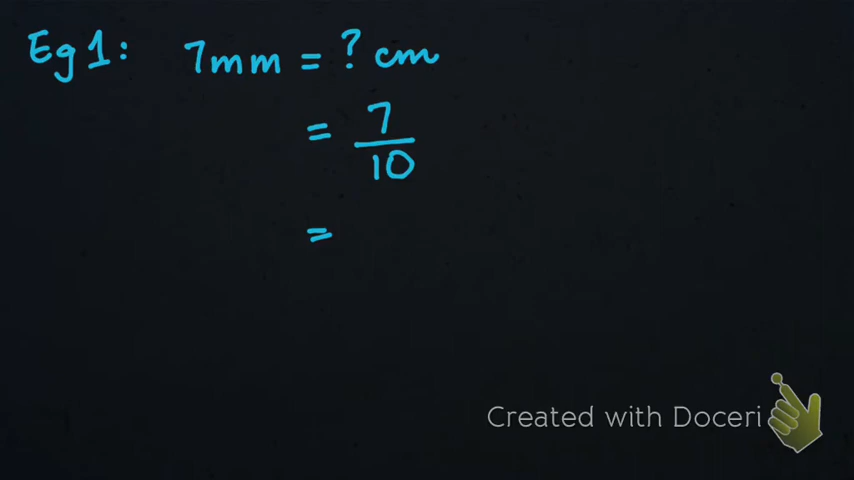 Eg 1: 7mm = ? cm
= 7/10
=
Created with Doceri